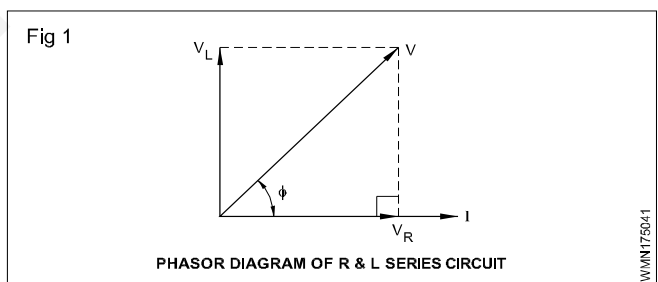 Fig 1
V_L
V
ϕ
V_R
I
PHASOR DIAGRAM OF R & L SERIES CIRCUIT
WMN175041